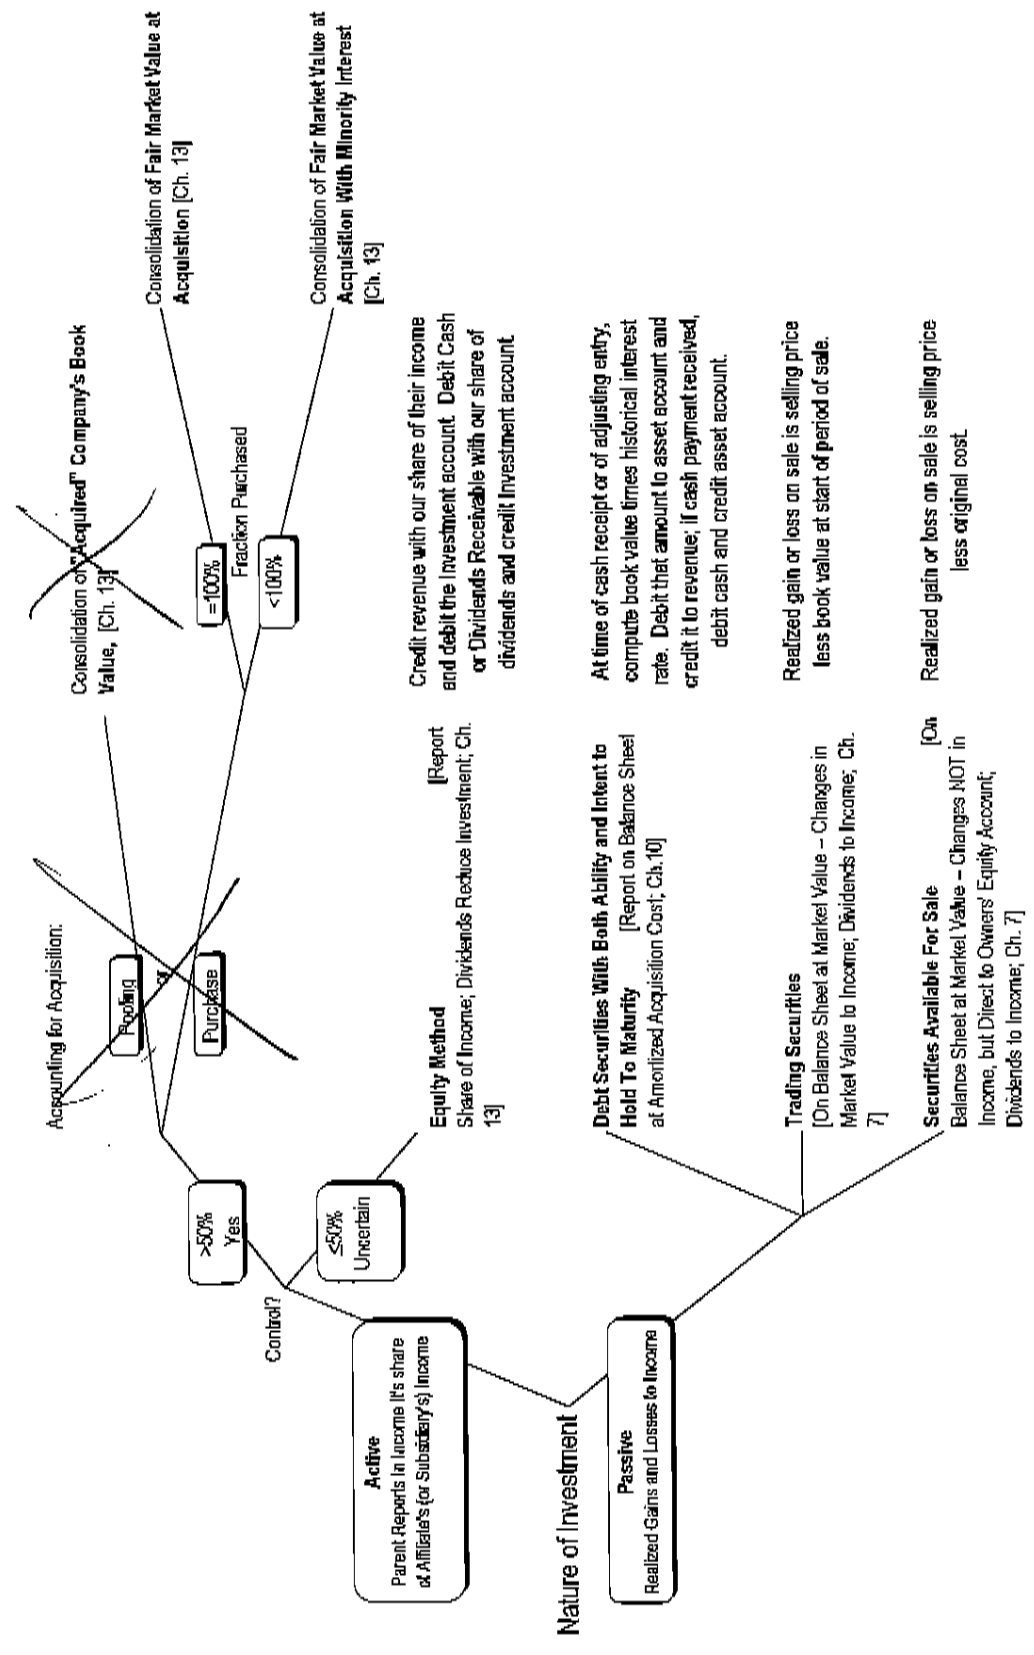 Accounting for Acquisition:
Pooling
or
Purchase
Consolidation of "Acquired" Company's Book
Value, [Ch. 13]
=100%
Fraction Purchased
<100%
Consolidation of Fair Market Value at
Acquisition [Ch. 13]
Consolidation of Fair Market Value at
Acquisition With Minority Interest
[Ch. 13]
>50%
Yes
Control?
≤50%
Uncertain
Active
Parent Reports In Income It's share
of Affiliate's (or Subsidiary's) Income
Equity Method [Report
Share of Income; Dividends Reduce Investment; Ch.
13]
Credit revenue with our share of their income
and debit the Investment account. Debit Cash
or Dividends Receivable with our share of
dividends and credit Investment account.
Nature of Investment
Passive
Realized Gains and Losses to Income
Debt Securities With Both Ability and Intent to
Hold To Maturity [Report on Balance Sheet
at Amortized Acquisition Cost; Ch.10]
At time of cash receipt or of adjusting entry,
compute book value times historical interest
rate. Debit that amount to asset account and
credit it to revenue; if cash payment received,
debit cash and credit asset account.
Trading Securities
[On Balance Sheet at Market Value – Changes in
Market Value to Income; Dividends to Income; Ch.
7]
Realized gain or loss on sale is selling price
less book value at start of period of sale.
Securities Available For Sale [On
Balance Sheet at Market Value – Changes NOT in
Income, but Direct to Owners' Equity Account;
Dividends to Income; Ch. 7]
Realized gain or loss on sale is selling price
less original cost.